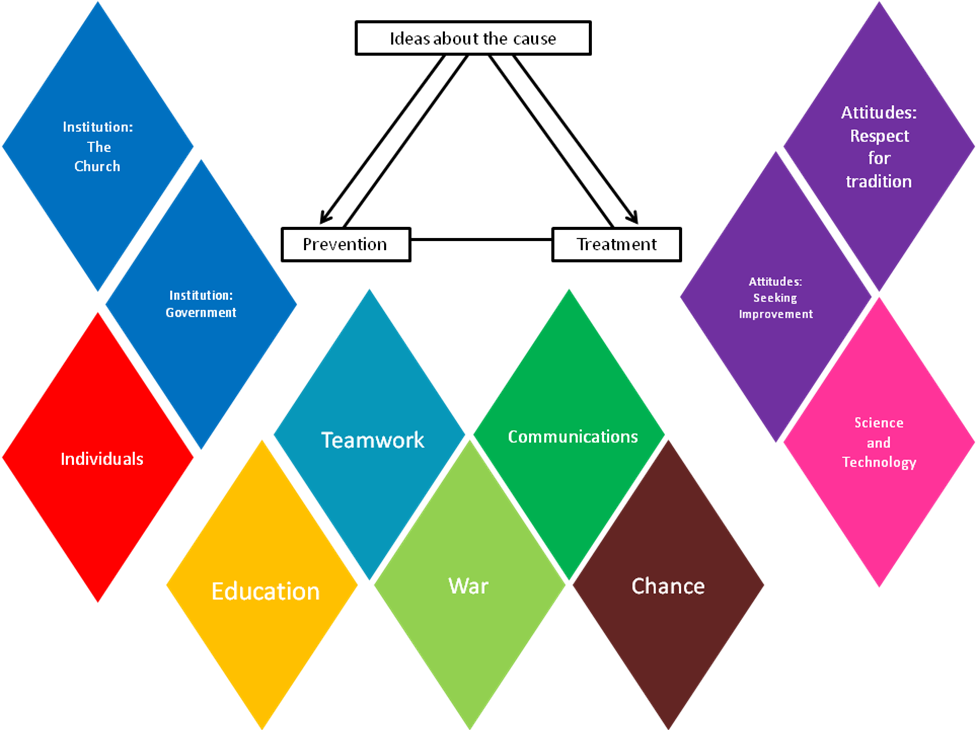 Ideas about the cause
Institution:
The
Church
Attitudes:
Respect
for
tradition
Prevention
Treatment
Institution:
Government
Attitudes:
Seeking
Improvement
Individuals
Teamwork
Communications
Science
and
Technology
Education
War
Chance